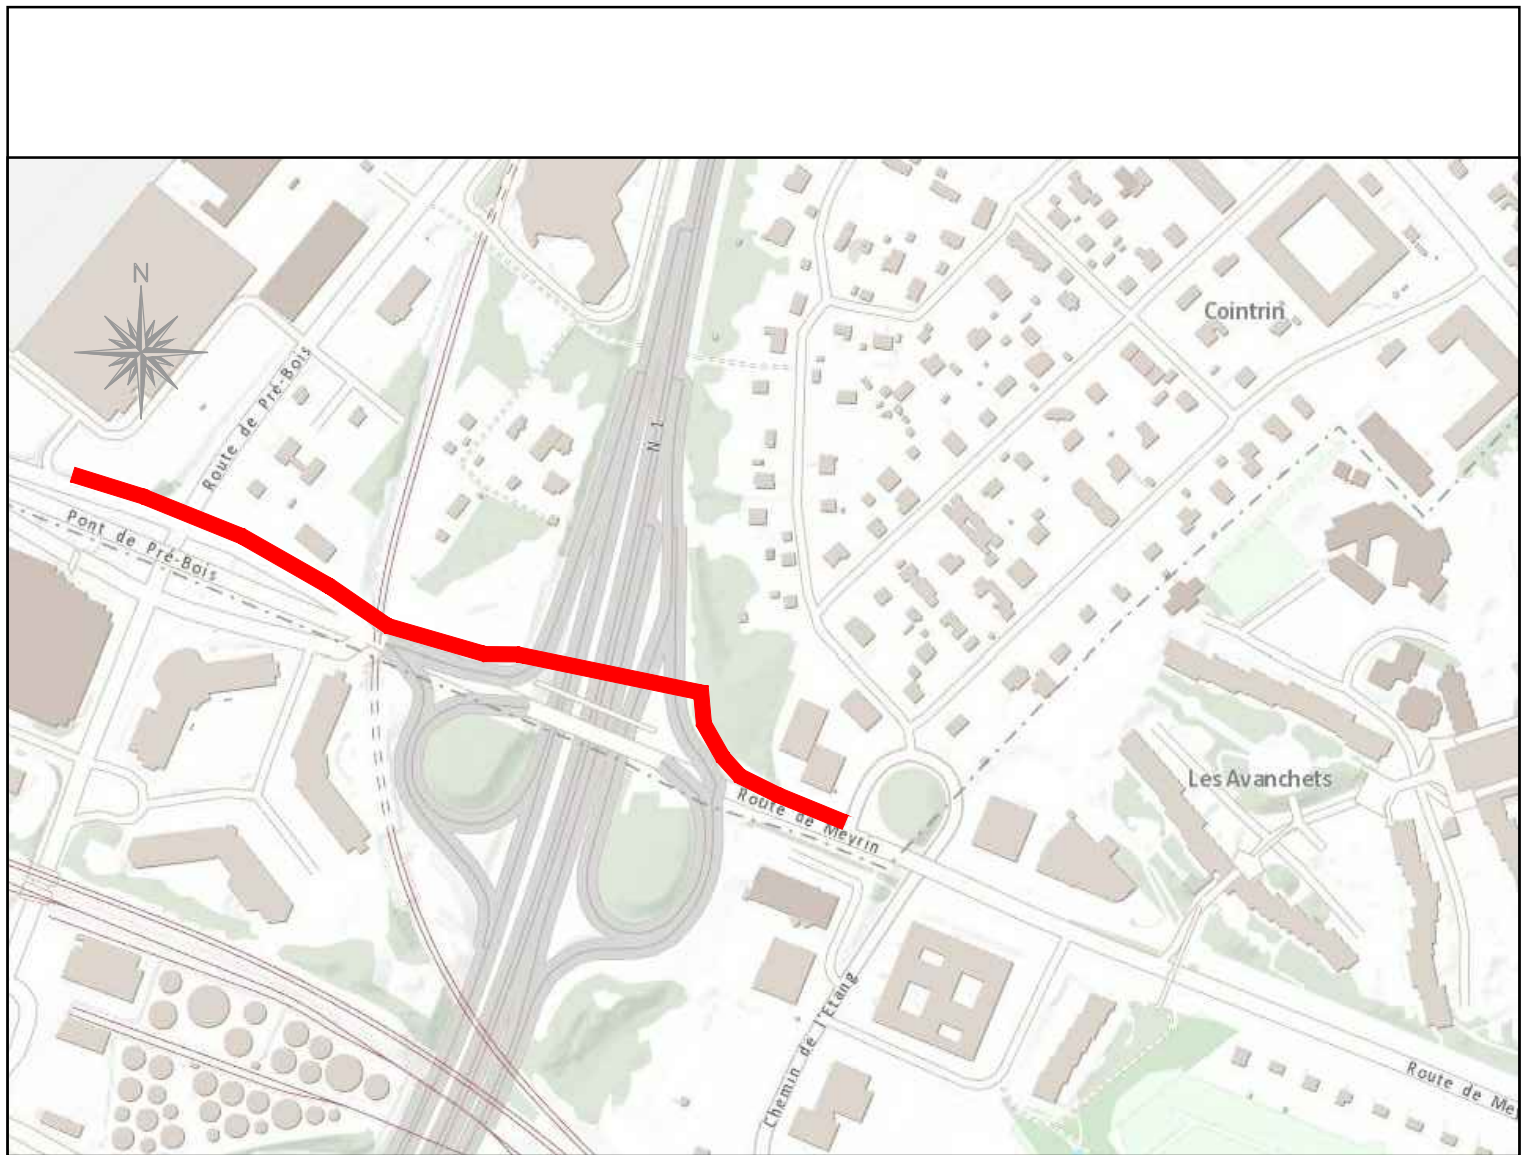 N
Cointrin
Route de Pré-Bois
N 1
Pont de Pré-Bois
Les Avanchets
Route de Meyrin
Chemin de l'Etang
Route de Me